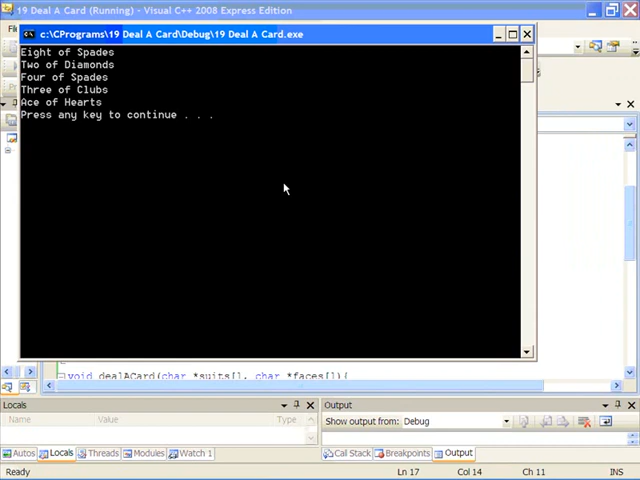 19 Deal A Card (Running) - Visual C++ 2008 Express Edition
c:\CPrograms\19 Deal A Card\Debug\19 Deal A Card.exe
Eight of Spades
Two of Diamonds
Four of Spades
Three of Clubs
Ace of Hearts
Press any key to continue . . .
void dealACard(char *suits[], char *faces[]){
Locals
Output
Name Value Type
Show output from: Debug
Autos Locals Threads Modules Watch 1
Call Stack Breakpoints Output
Ready Ln 17 Col 14 Ch 11 INS